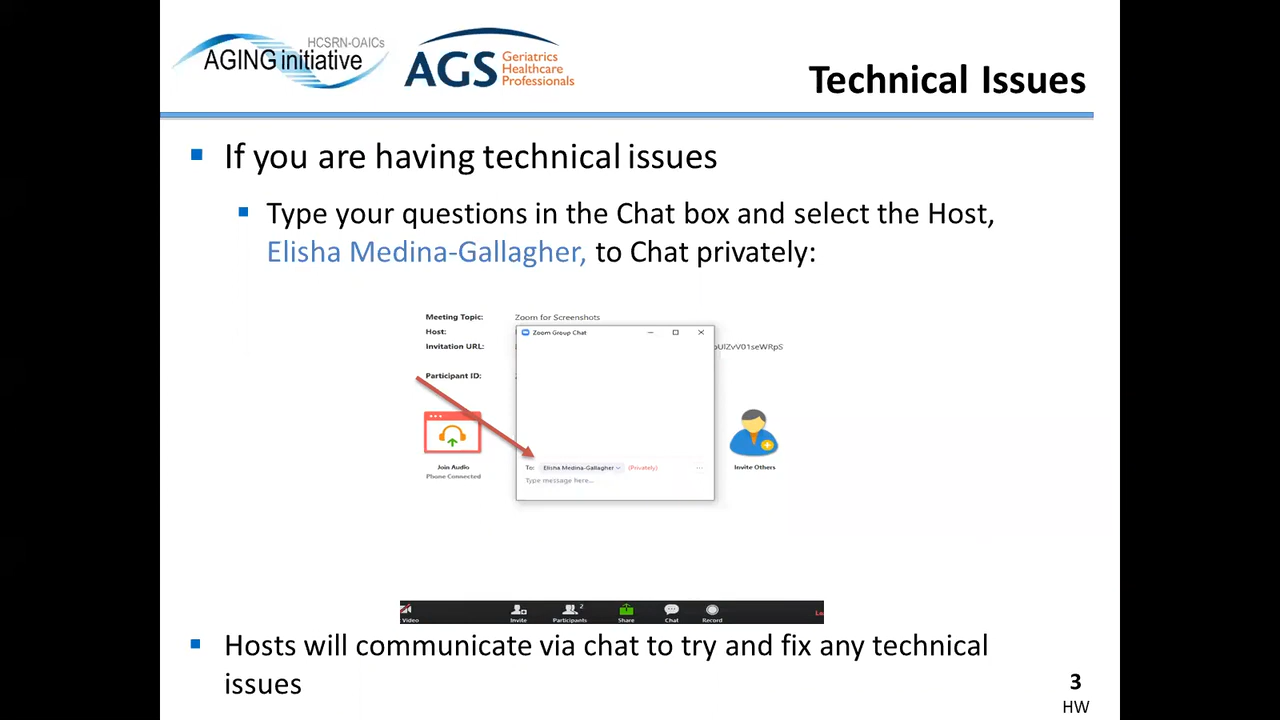 HCSRN-OAICs
AGING initiative
AGS Geriatrics
Healthcare
Professionals
Technical Issues
If you are having technical issues
Type your questions in the Chat box and select the Host,
Elisha Medina-Gallagher, to Chat privately:
Meeting Topic: Zoom for Screenshots
Host:
Zoom Group Chat
Invitation URL:
Participant ID:
Join Audio
Phone Connected
To: Elisha Medina-Gallagher (Privately)
Type message here...
Invite Others
Video Invite Participants 2 Share Chat Record
Hosts will communicate via chat to try and fix any technical
issues
3
HW